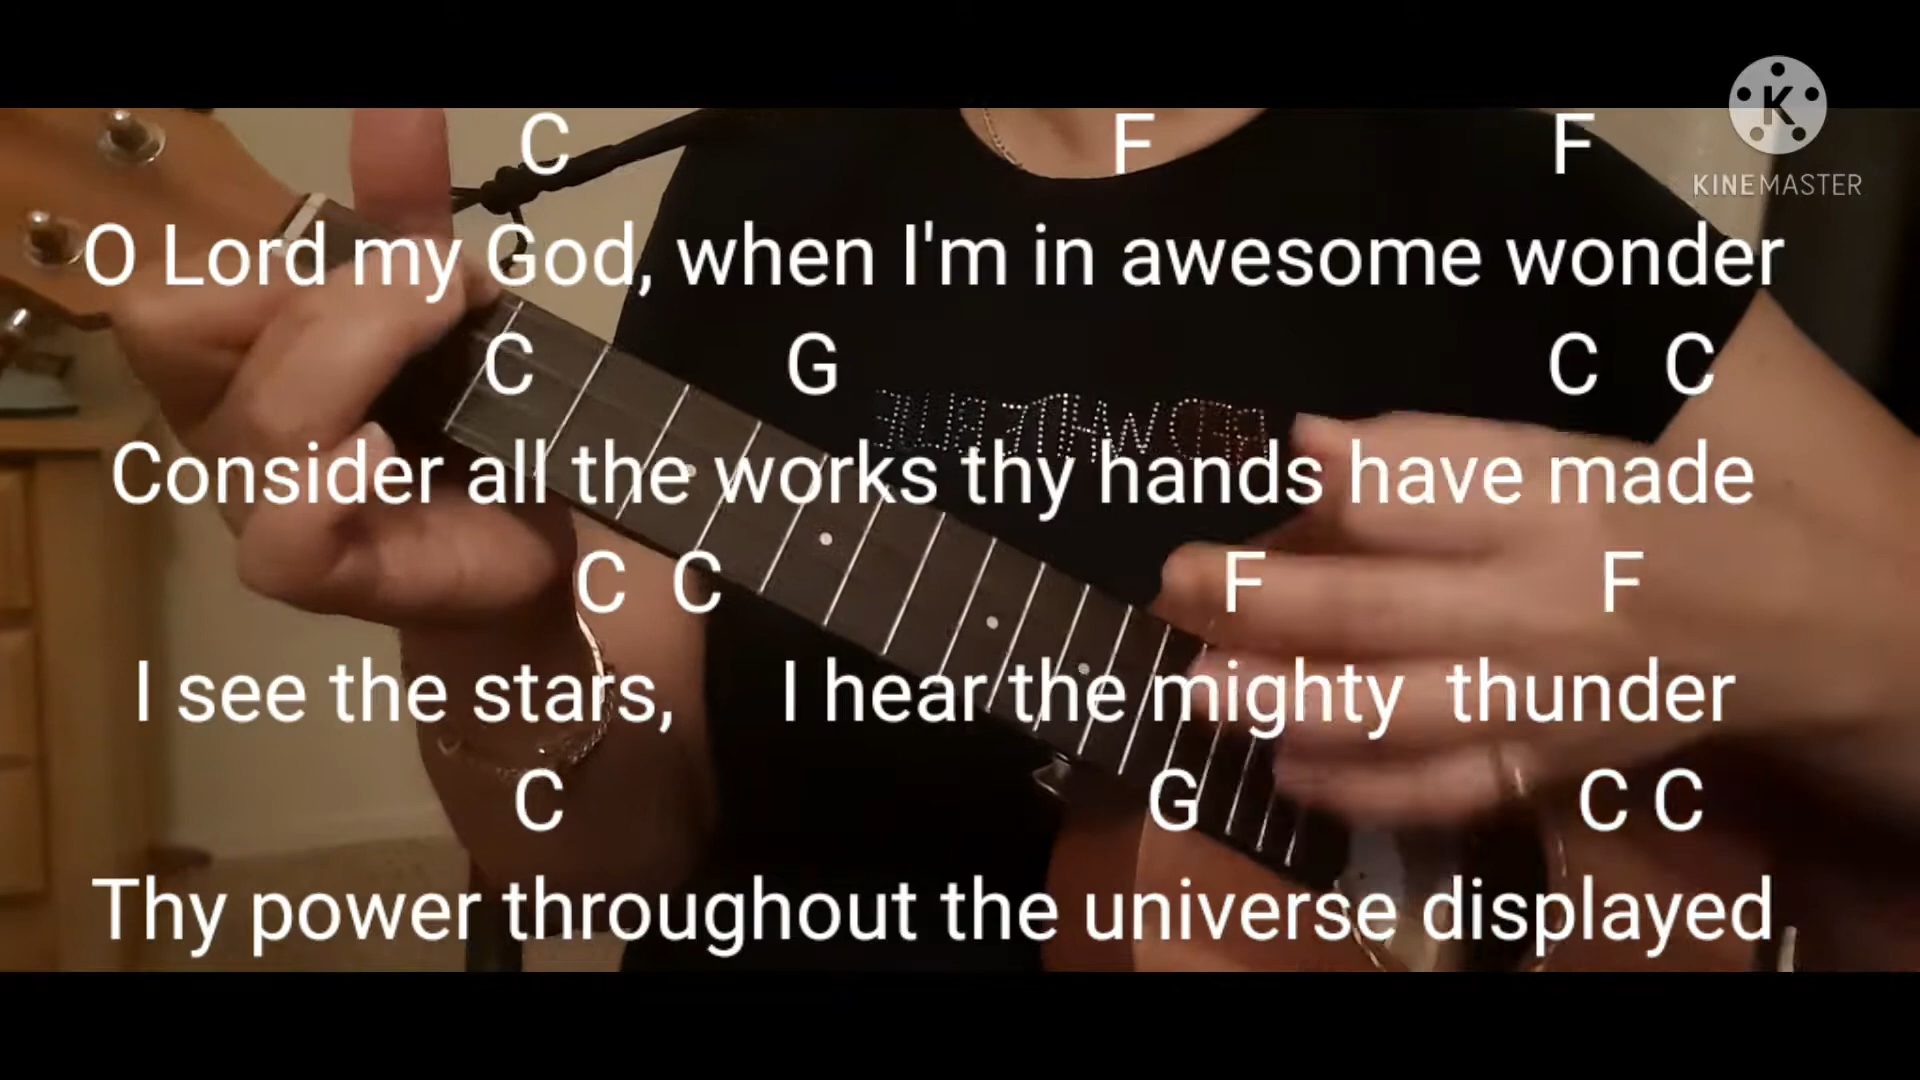 C F F
O Lord my God, when I'm in awesome wonder
C G C C
Consider all the works thy hands have made
C C F F
I see the stars, I hear the mighty thunder
C G C C
Thy power throughout the universe displayed
K
KINEMASTER